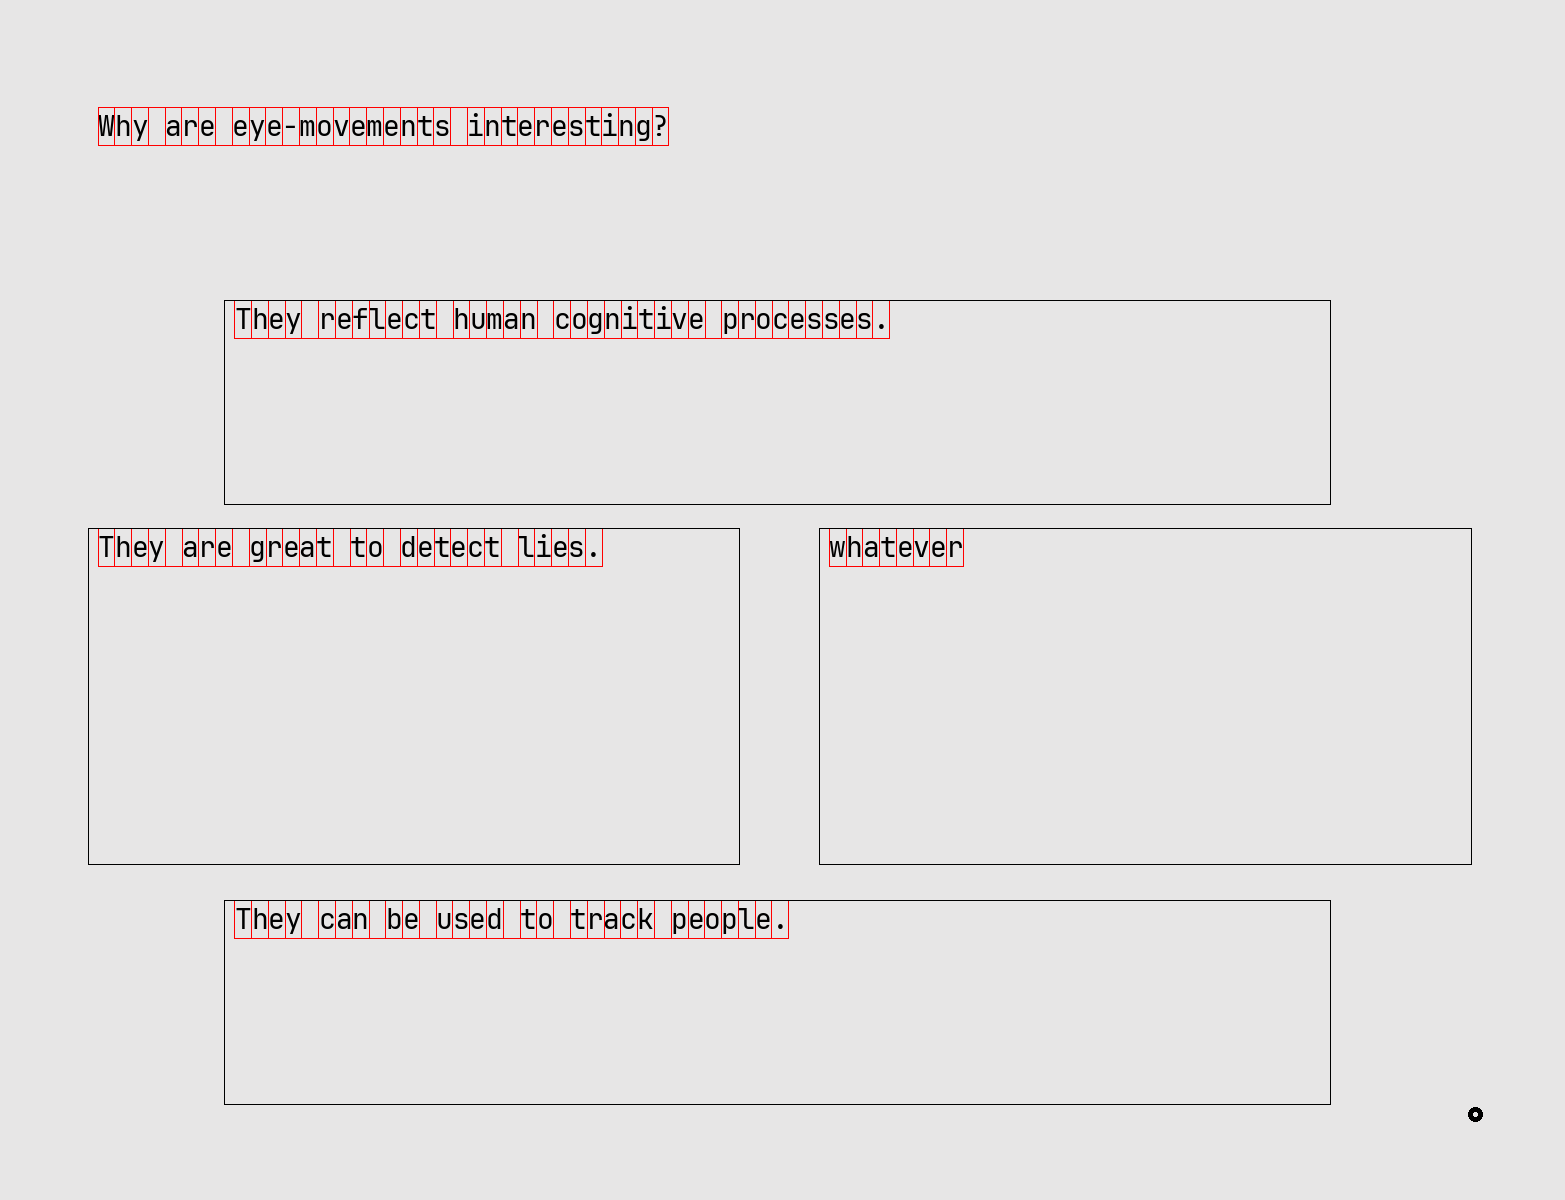 Why are eye-movements interesting?
They reflect human cognitive processes.
They are great to detect lies.
whatever
They can be used to track people.